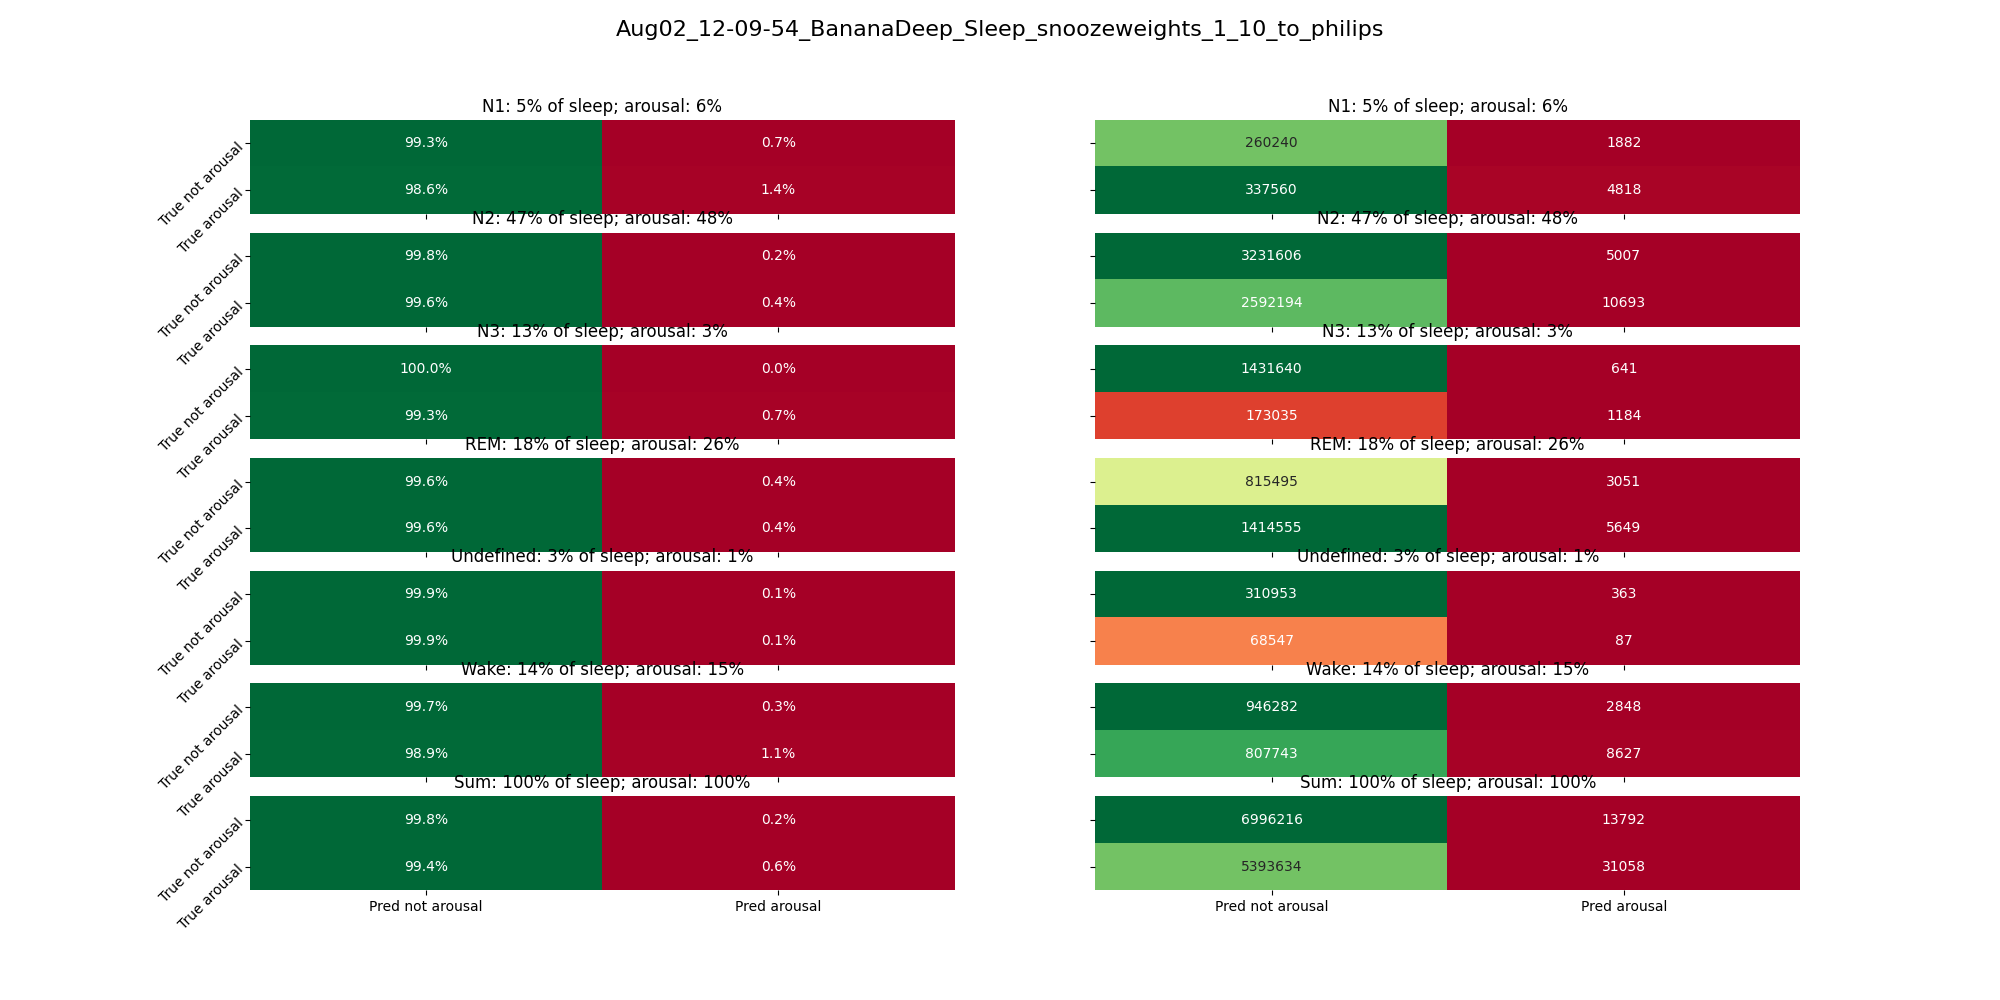 Aug02_12-09-54_BananaDeep_Sleep_snoozeweights_1_10_to_philips
N1: 5% of sleep; arousal: 6%
N1: 5% of sleep; arousal: 6%
True not arousal
99.3%
0.7%
260240
1882
True arousal
98.6%
1.4%
337560
4818
N2: 47% of sleep; arousal: 48%
N2: 47% of sleep; arousal: 48%
True not arousal
99.8%
0.2%
3231606
5007
True arousal
99.6%
0.4%
2592194
10693
N3: 13% of sleep; arousal: 3%
N3: 13% of sleep; arousal: 3%
True not arousal
100.0%
0.0%
1431640
641
True arousal
99.3%
0.7%
173035
1184
REM: 18% of sleep; arousal: 26%
REM: 18% of sleep; arousal: 26%
True not arousal
99.6%
0.4%
815495
3051
True arousal
99.6%
0.4%
1414555
5649
Undefined: 3% of sleep; arousal: 1%
Undefined: 3% of sleep; arousal: 1%
True not arousal
99.9%
0.1%
310953
363
True arousal
99.9%
0.1%
68547
87
Wake: 14% of sleep; arousal: 15%
Wake: 14% of sleep; arousal: 15%
True not arousal
99.7%
0.3%
946282
2848
True arousal
98.9%
1.1%
807743
8627
Sum: 100% of sleep; arousal: 100%
Sum: 100% of sleep; arousal: 100%
True not arousal
99.8%
0.2%
6996216
13792
True arousal
99.4%
0.6%
5393634
31058
Pred not arousal
Pred arousal
Pred not arousal
Pred arousal